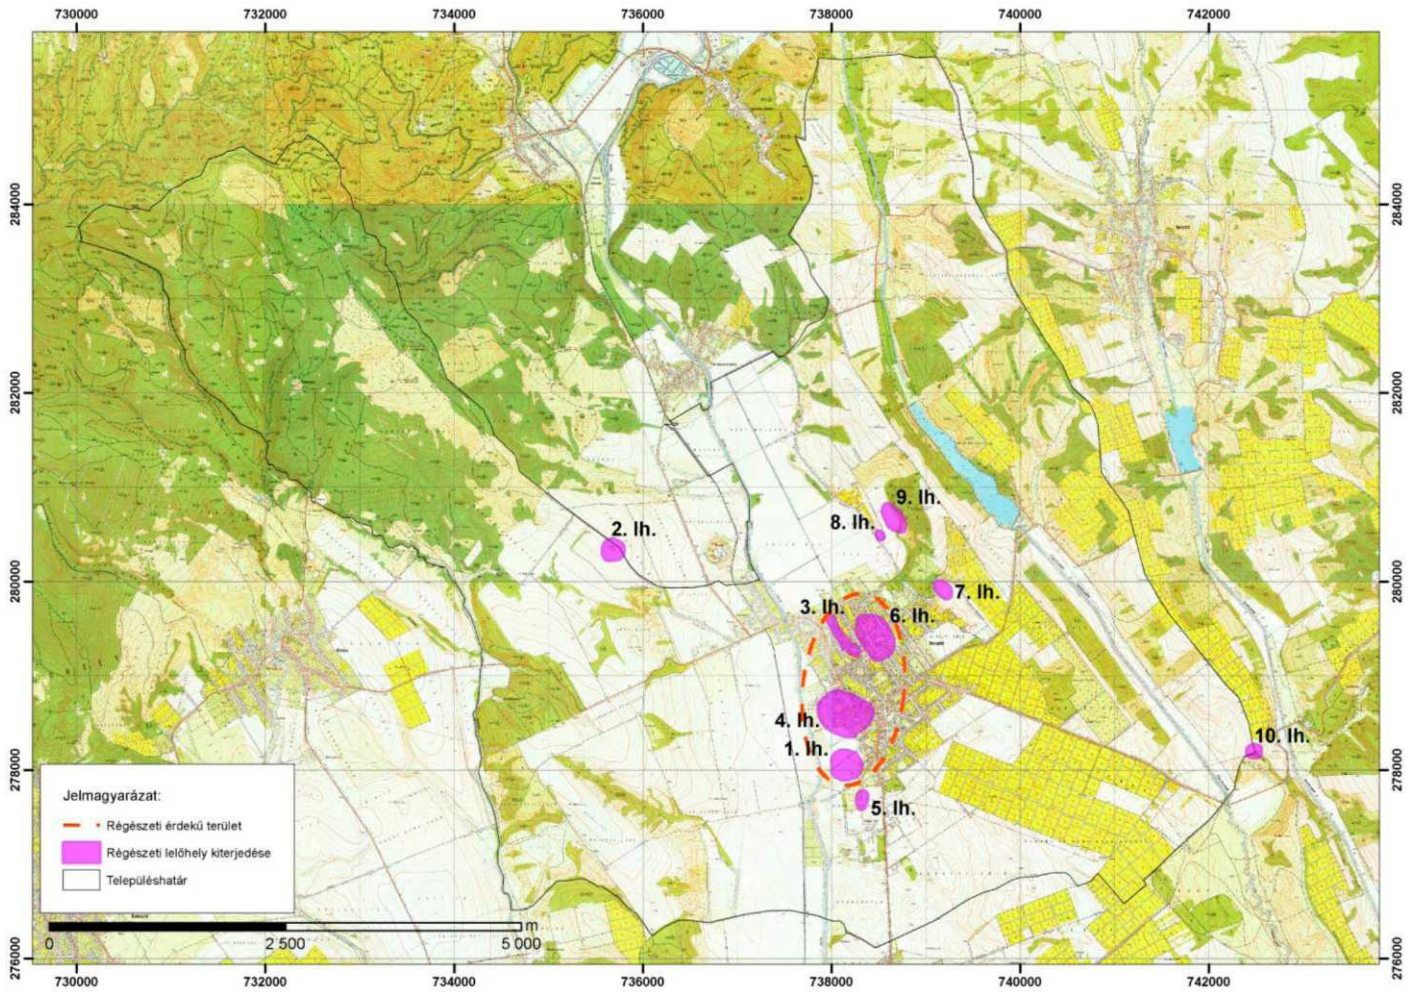 730000 732000 734000 736000 738000 740000 742000
284000 284000
282000 282000
9. lh.
8. lh.
2. lh.
280000 280000
7. lh.
3. lh.
6. lh.
4. lh.
1. lh.
10. lh.
278000 278000
5. lh.
Jelmagyarázat:
Régészeti érdekű terület
Régészeti lelőhely kiterjedése
Településhatár
m
0 2 500 5 000
276000 276000
730000 732000 734000 736000 738000 740000 742000